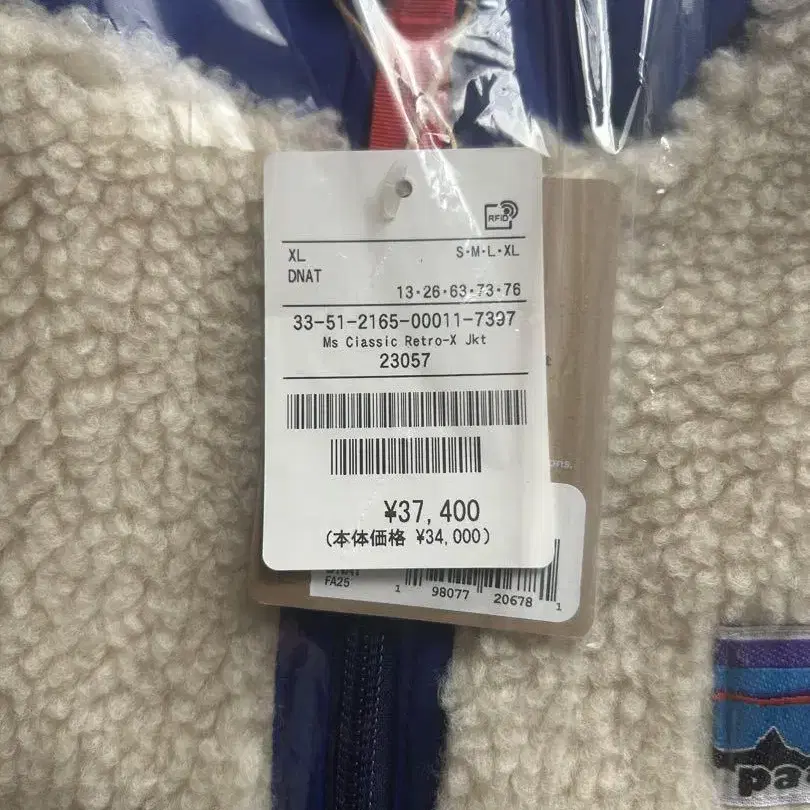 RFID
XL S·M·L·XL
DNAT
13·26·63·73·76
33-51-2165-00011-7397
Ms Classic Retro-X Jkt
23057
¥37,400
(本体価格 ¥34,000)
FA25
1 98077 20678 1
pa